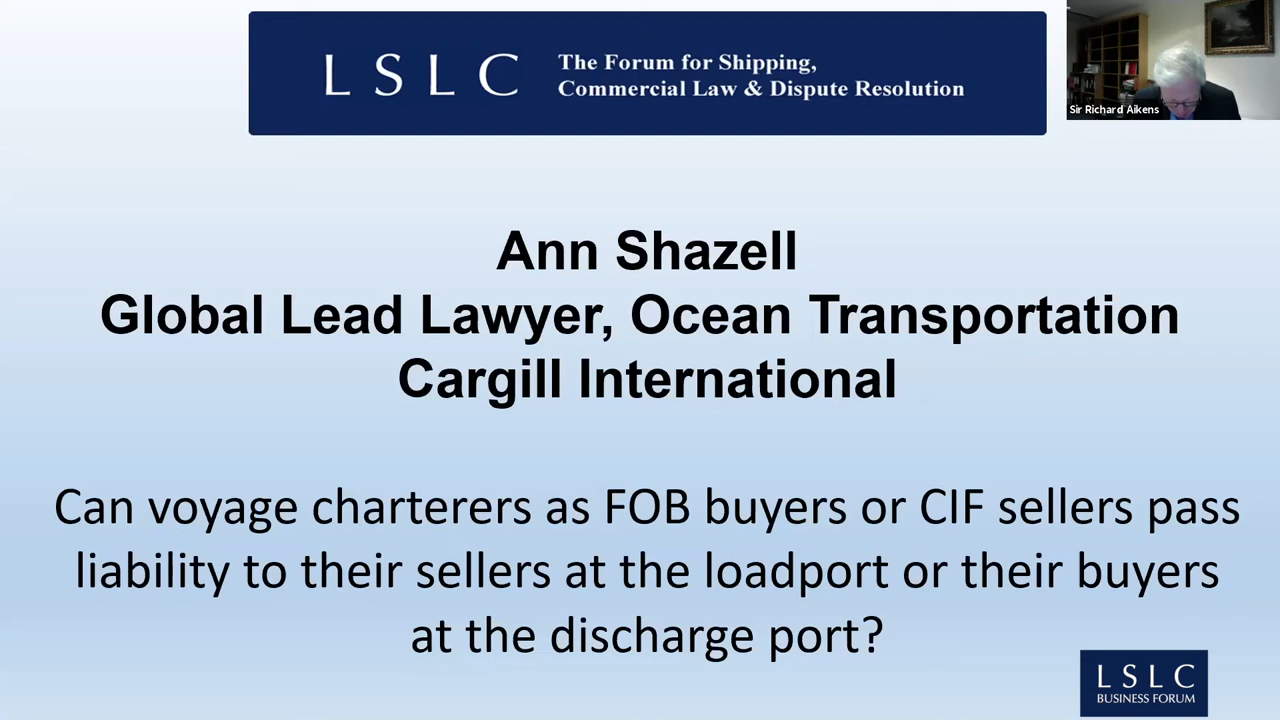 LSLC
The Forum for Shipping,
Commercial Law & Dispute Resolution
Sir Richard Aikens
Ann Shazell
Global Lead Lawyer, Ocean Transportation
Cargill International
Can voyage charterers as FOB buyers or CIF sellers pass
liability to their sellers at the loadport or their buyers
at the discharge port?
LSLC
BUSINESS FORUM